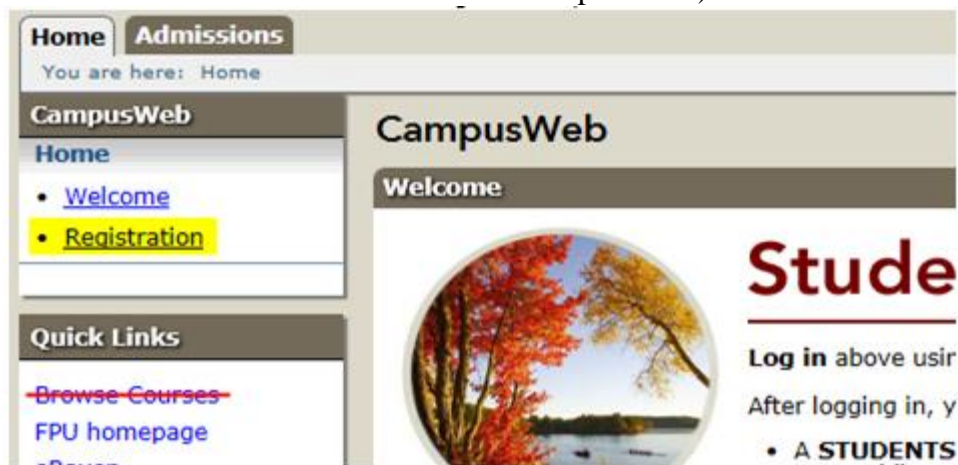 Home Admissions
You are here: Home
CampusWeb
Home
• Welcome
• Registration
Quick Links
Browse Courses
FPU homepage
CampusWeb
Welcome
Stude
Log in above usin
After logging in, y
• A STUDENTS